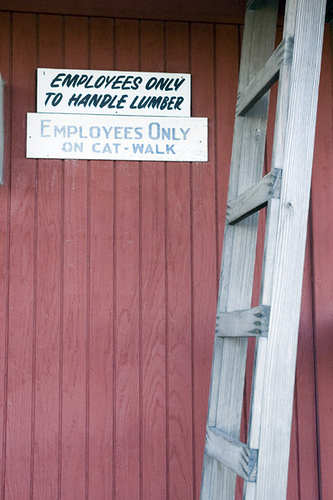 EMPLOYEES ONLY
TO HANDLE LUMBER
EMPLOYEES ONLY
ON CAT-WALK